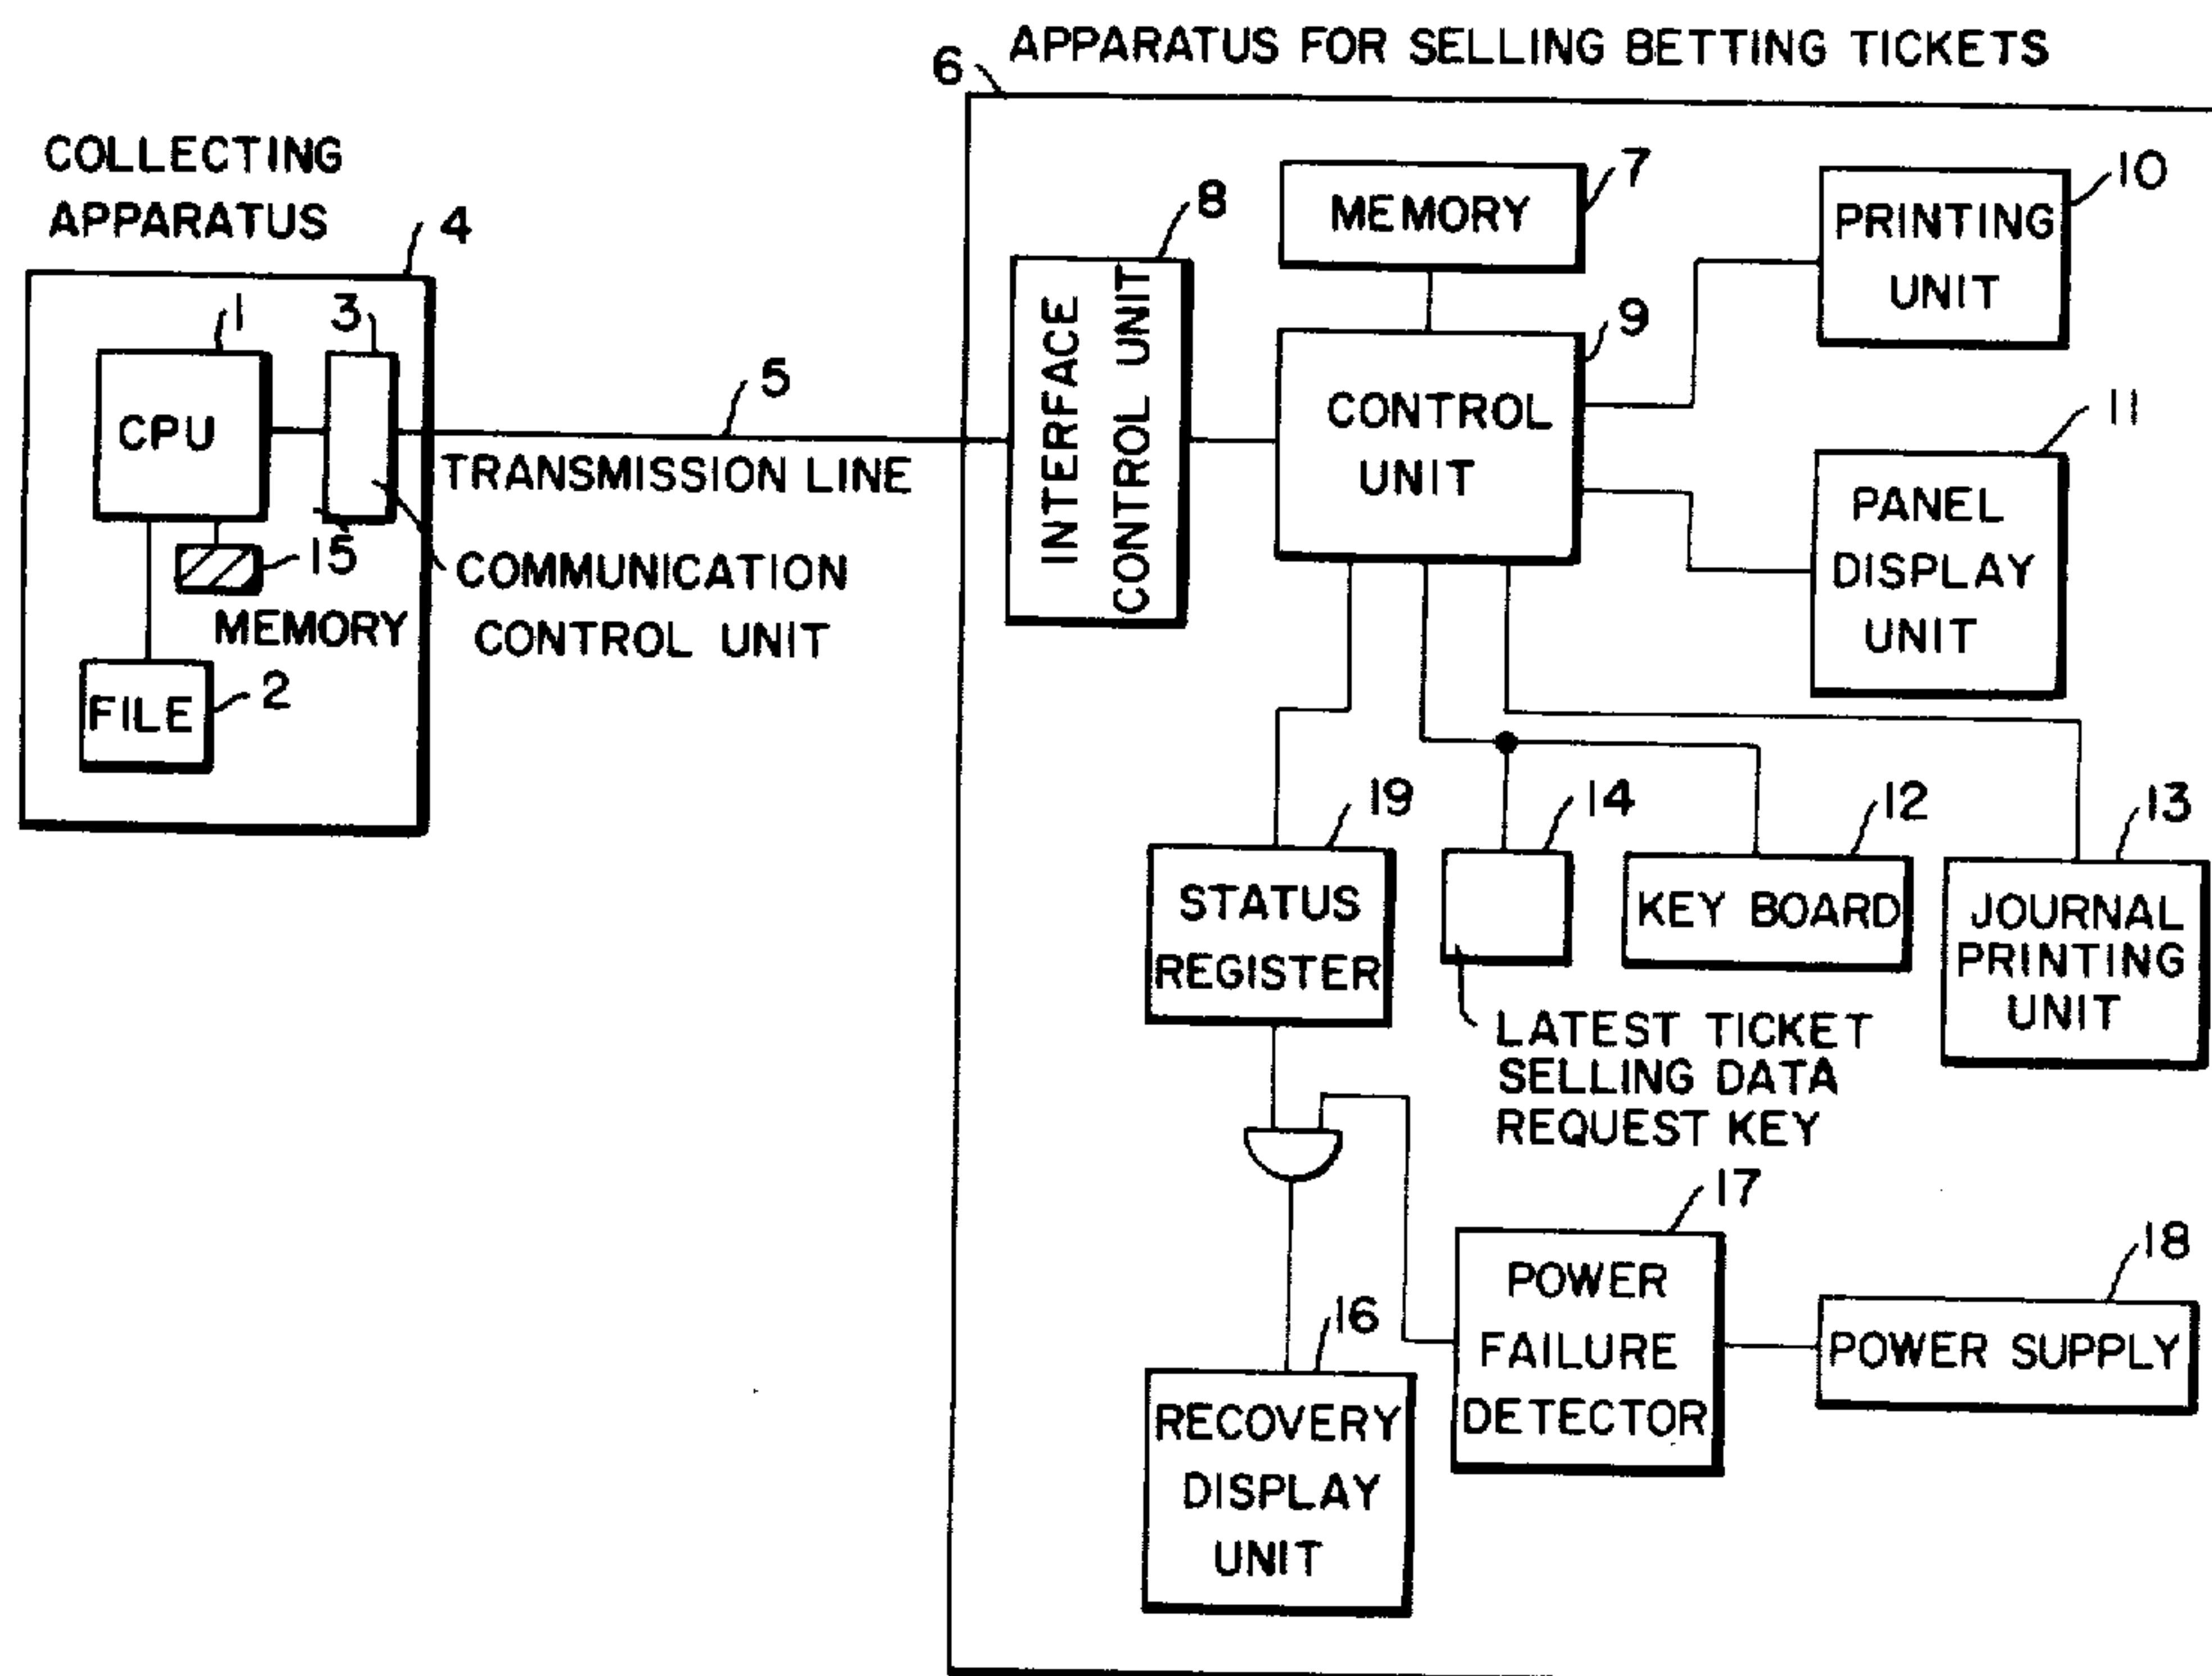 APPARATUS FOR SELLING BETTING TICKETS
6
COLLECTING
APPARATUS
4
1
3
CPU
15
MEMORY
FILE
2
5
TRANSMISSION LINE
COMMUNICATION
CONTROL UNIT
8
INTERFACE
CONTROL UNIT
7
MEMORY
9
CONTROL
UNIT
10
PRINTING
UNIT
11
PANEL
DISPLAY
UNIT
19
STATUS
REGISTER
14
LATEST TICKET
SELLING DATA
REQUEST KEY
12
KEY BOARD
13
JOURNAL
PRINTING
UNIT
17
POWER
FAILURE
DETECTOR
18
POWER SUPPLY
16
RECOVERY
DISPLAY
UNIT